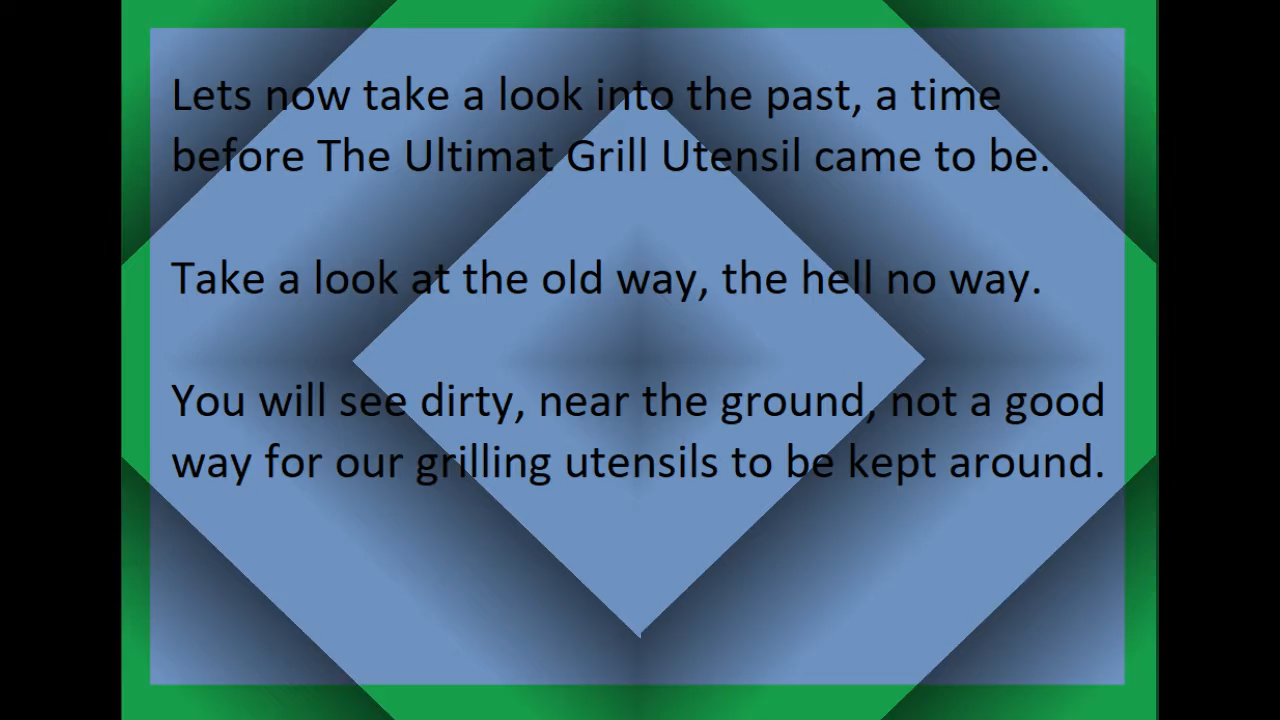 Lets now take a look into the past, a time
before The Ultimat Grill Utensil came to be.
Take a look at the old way, the hell no way.
You will see dirty, near the ground, not a good
way for our grilling utensils to be kept around.